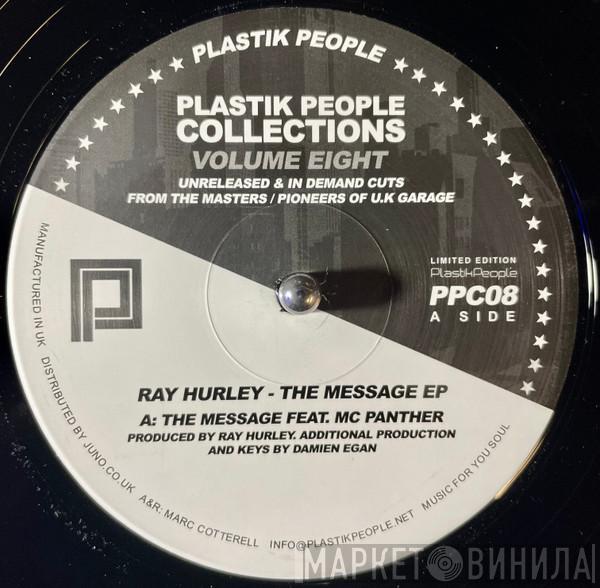 PLASTIK PEOPLE
PLASTIK PEOPLE
COLLECTIONS
VOLUME EIGHT
UNRELEASED & IN DEMAND CUTS
FROM THE MASTERS / PIONEERS OF U.K GARAGE
LIMITED EDITION
PlastikPeople
PPC08
A SIDE
RAY HURLEY - THE MESSAGE EP
A: THE MESSAGE FEAT. MC PANTHER
PRODUCED BY RAY HURLEY. ADDITIONAL PRODUCTION
AND KEYS BY DAMIEN EGAN
MANUFACTURED IN UK DISTRIBUTED BY JUNO.CO.UK A&R: MARC COTTERELL INFO@PLASTIKPEOPLE.NET MUSIC FOR YOU SOUL
МАРКЕТ ВИНИЛА